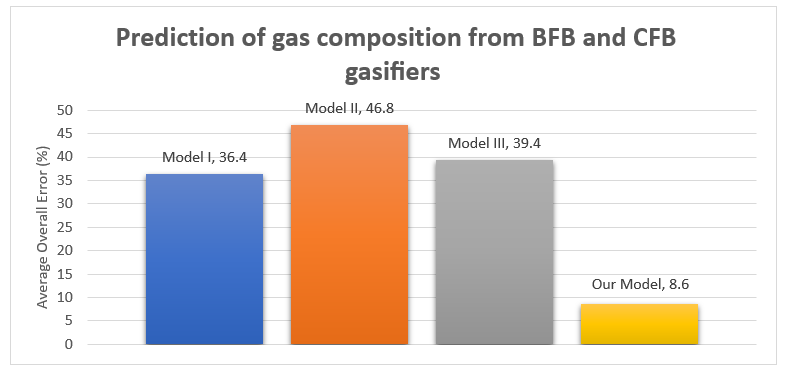 Prediction of gas composition from BFB and CFB
gasifiers
Average Overall Error (%)
50
45
40
35
30
25
20
15
10
5
0
Model I, 36.4
Model II, 46.8
Model III, 39.4
Our Model, 8.6